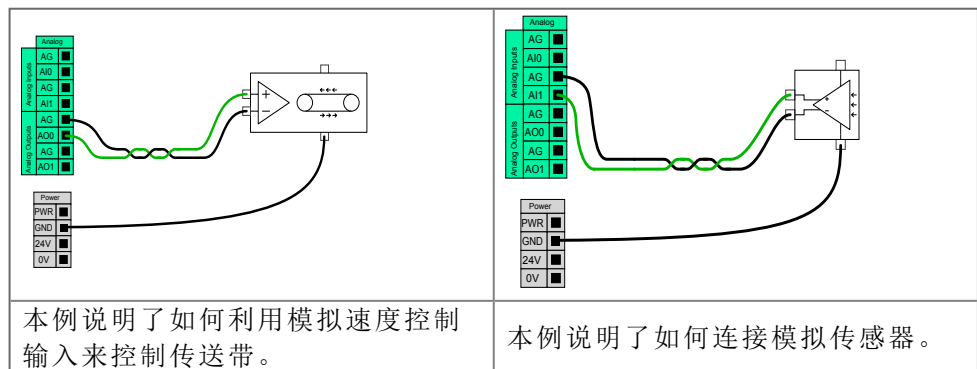 Analog
Analog Inputs
AG
AI0
AG
AI1
Analog Outputs
AG
AO0
AG
AO1
Power
PWR
GND
24V
0V
+
−
←←←
→→→
Analog
Analog Inputs
AG
AI0
AG
AI1
Analog Outputs
AG
AO0
AG
AO1
Power
PWR
GND
24V
0V
+
本例说明了如何利用模拟速度控制
输入来控制传送带。
本例说明了如何连接模拟传感器。